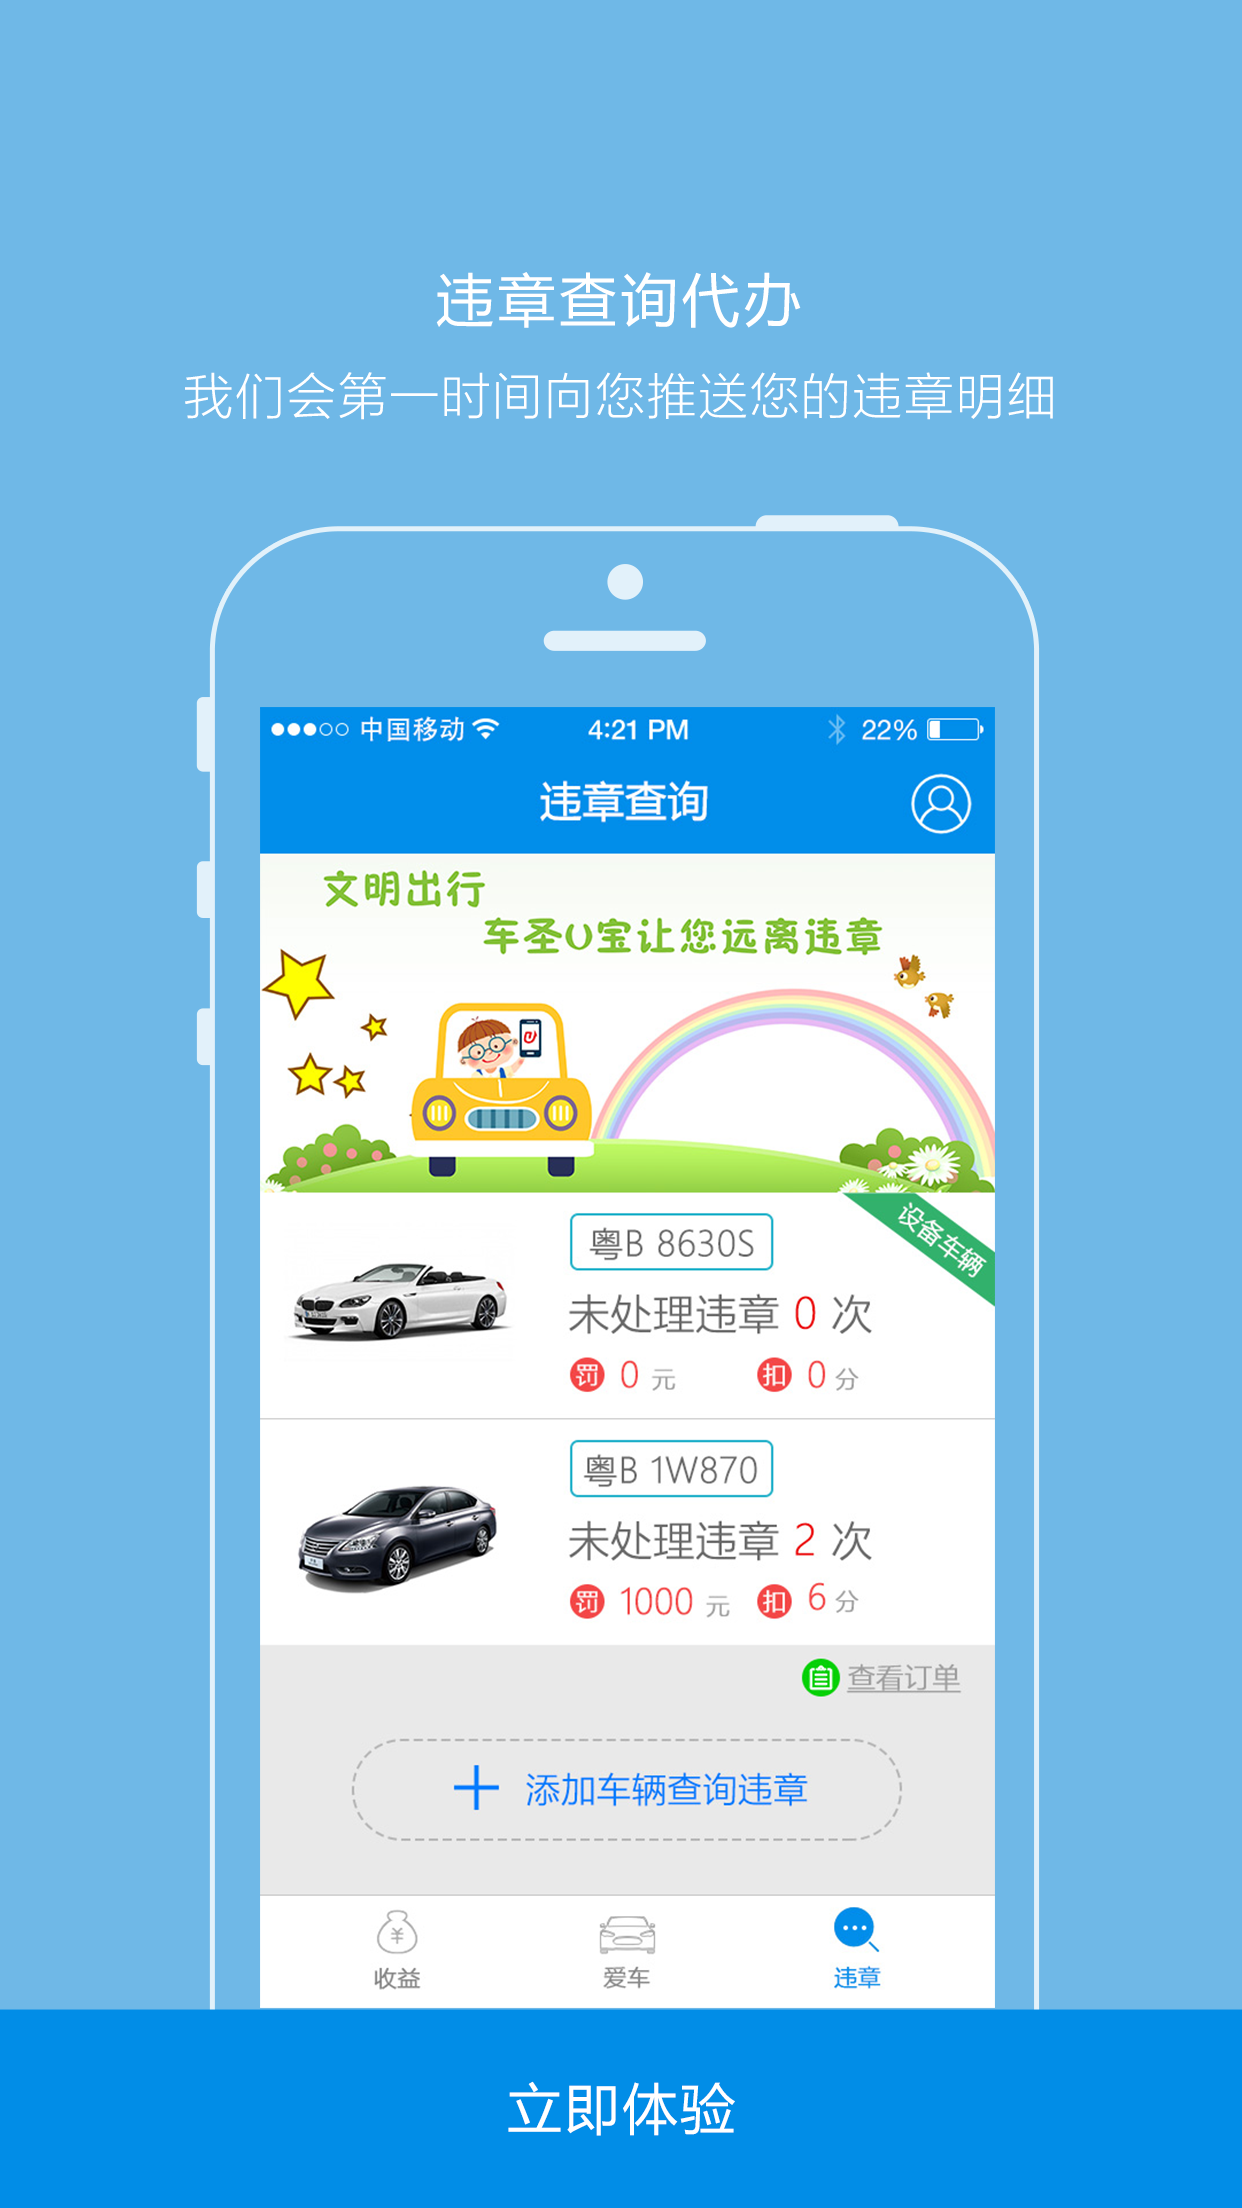 违章查询代办
我们会第一时间向您推送您的违章明细
中国移动 4:21 PM 22%
违章查询
文明出行
车圣U宝让您远离违章
设备车辆
粤B 8630S
未处理违章 0 次
罚 0 元 扣 0 分
粤B 1W870
未处理违章 2 次
罚 1000 元 扣 6 分
查看订单
添加车辆查询违章
收益 爱车 违章
立即体验